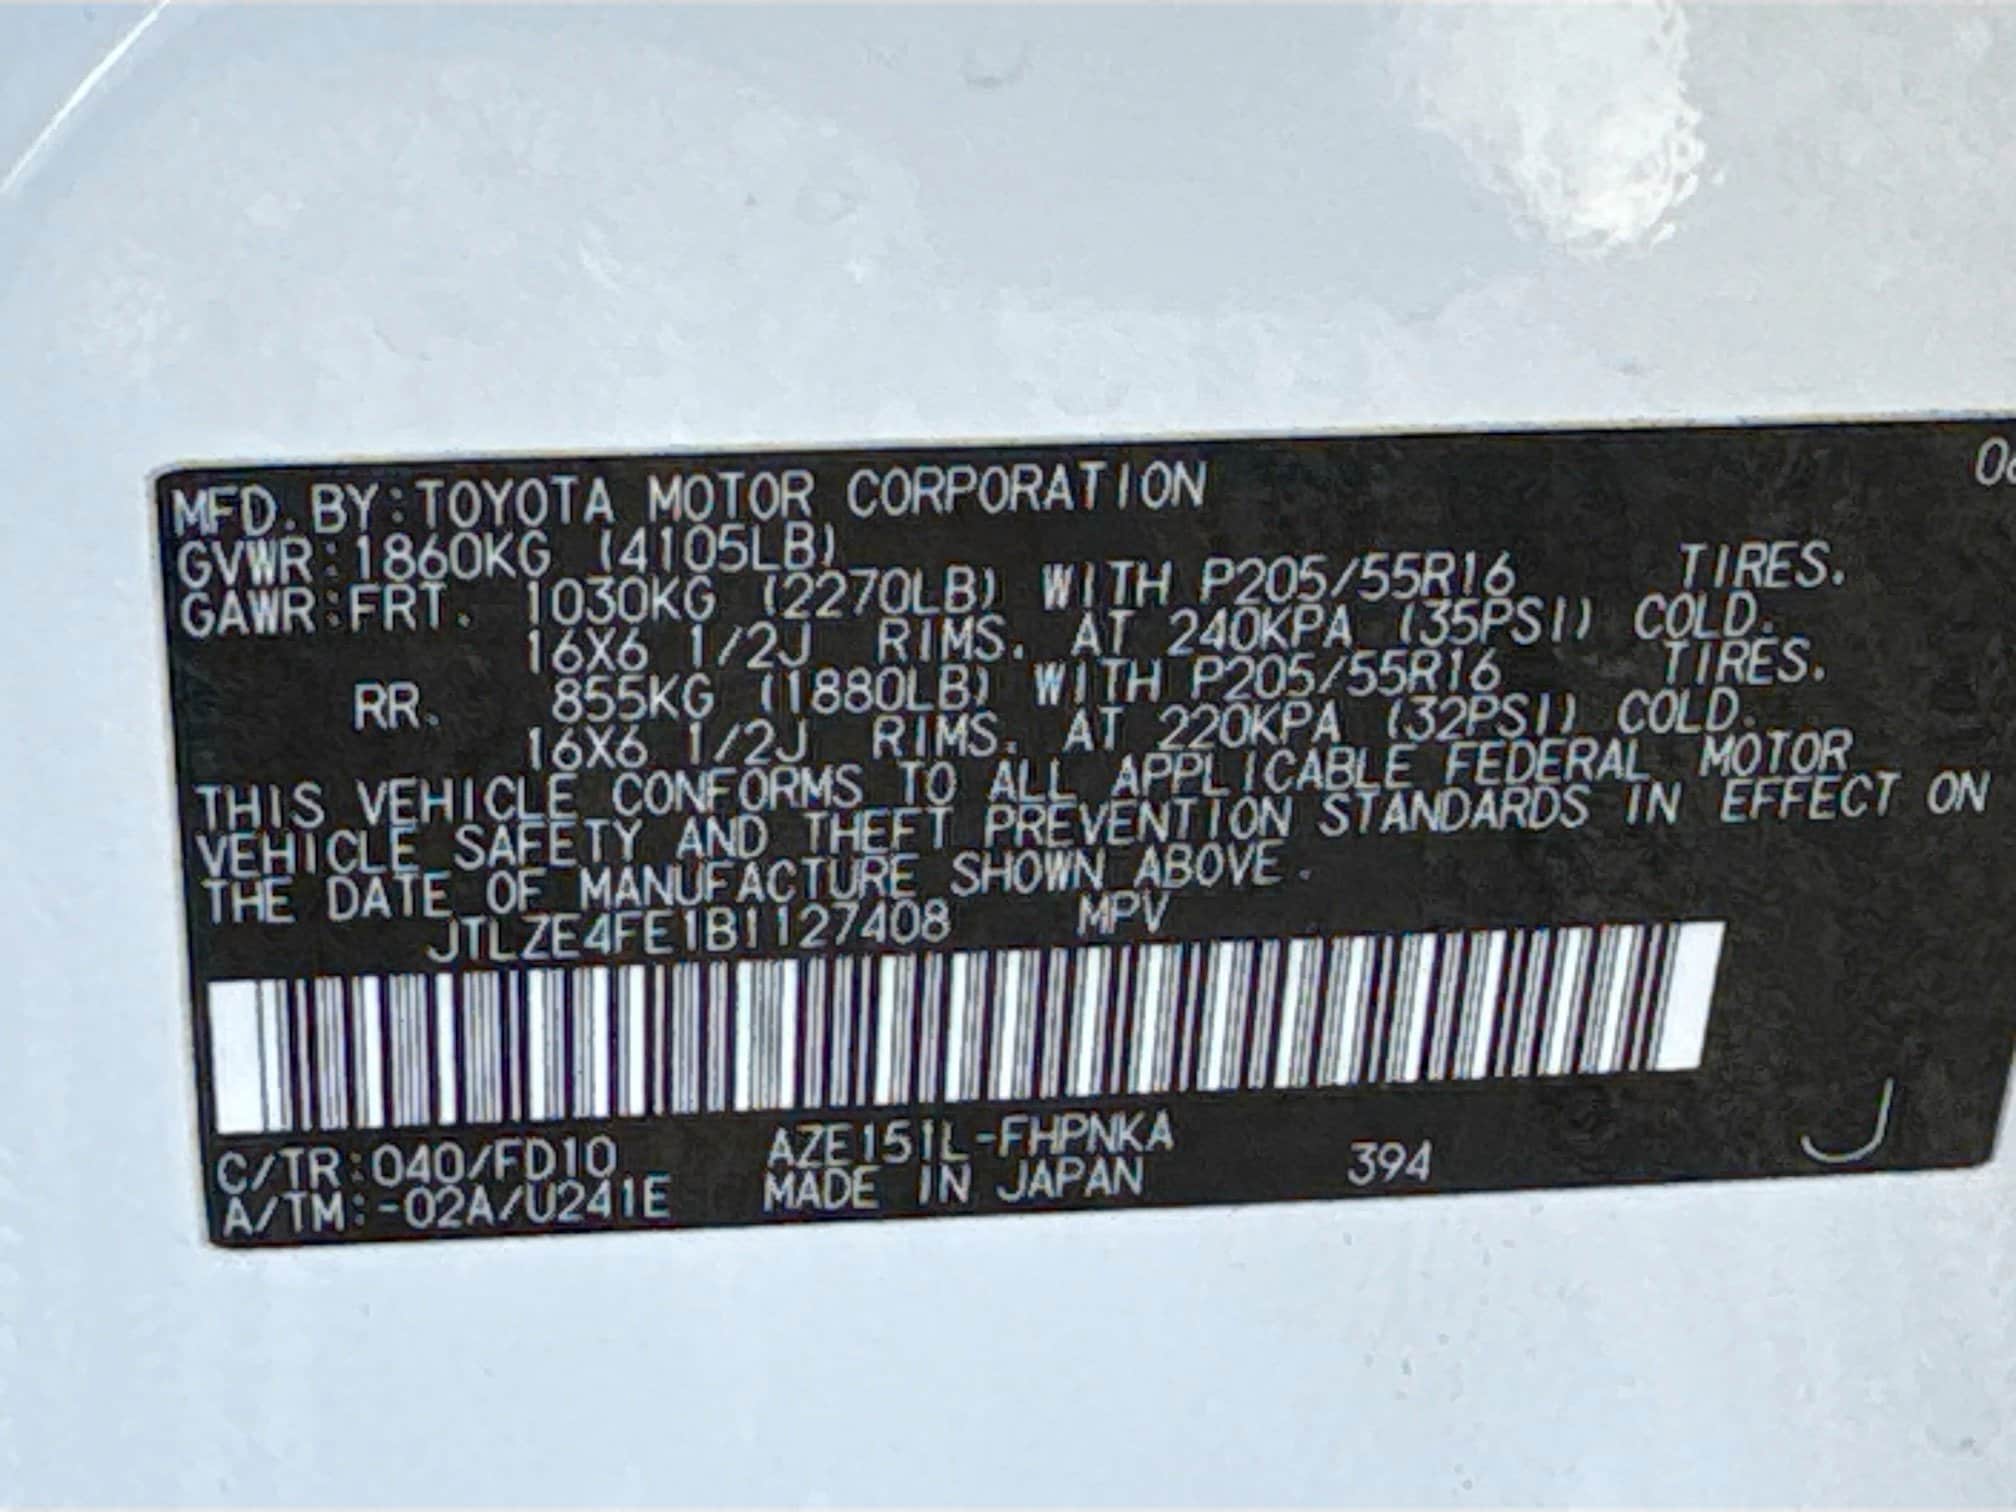 MFD. BY: TOYOTA MOTOR CORPORATION
GVWR: 1860KG (4105LB)
GAWR: FRT. 1030KG (2270LB) WITH P205/55R16 TIRES.
16X6 1/2J RIMS. AT 240KPA (35PSI) COLD.
RR. 855KG (1880LB) WITH P205/55R16 TIRES.
16X6 1/2J RIMS. AT 220KPA (32PSI) COLD.
THIS VEHICLE CONFORMS TO ALL APPLICABLE FEDERAL MOTOR
VEHICLE SAFETY AND THEFT PREVENTION STANDARDS IN EFFECT ON
THE DATE OF MANUFACTURE SHOWN ABOVE.
JTLZE4FE1B1127408 MPV
C/TR: 040/FD10 AZE151L-FHPNKA 394 J
A/TM: -02A/U241E MADE IN JAPAN